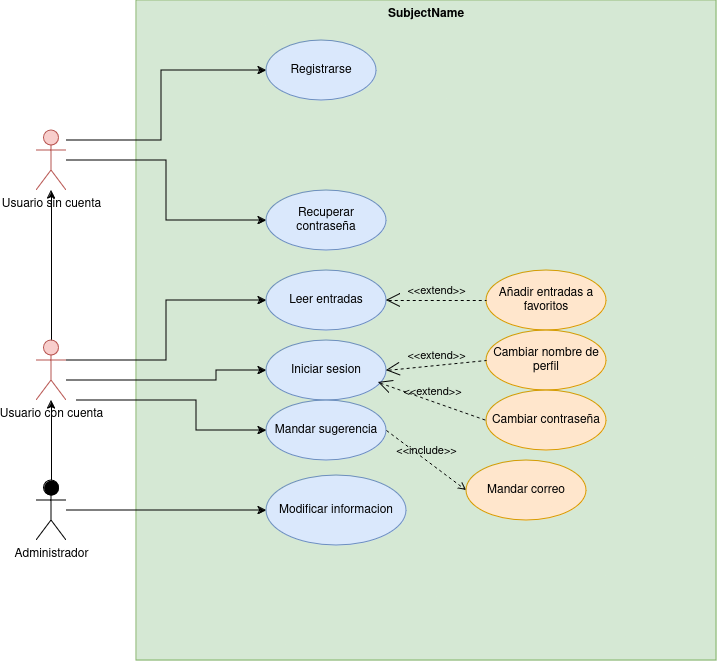 SubjectName
Registrarse
Usuario sin cuenta
Recuperar
contraseña
Leer entradas
<<extend>>
Añadir entradas a
favoritos
Iniciar sesion
<<extend>>
Cambiar nombre de
perfil
<<extend>>
Cambiar contraseña
Usuario con cuenta
Mandar sugerencia
<<include>>
Mandar correo
Modificar informacion
Administrador